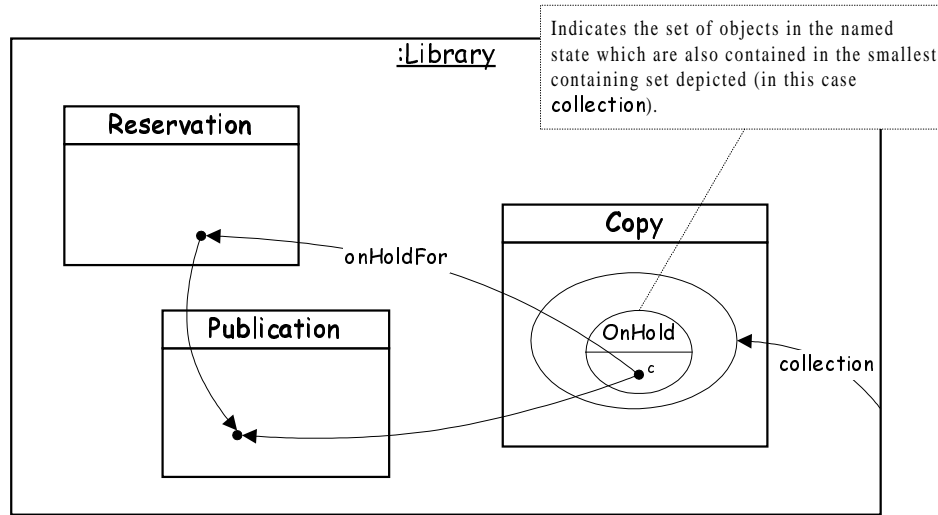 Indicates the set of objects in the named
state which are also contained in the smallest
containing set depicted (in this case
collection).
:Library
Reservation
Copy
onHoldFor
Publication
OnHold
c
collection